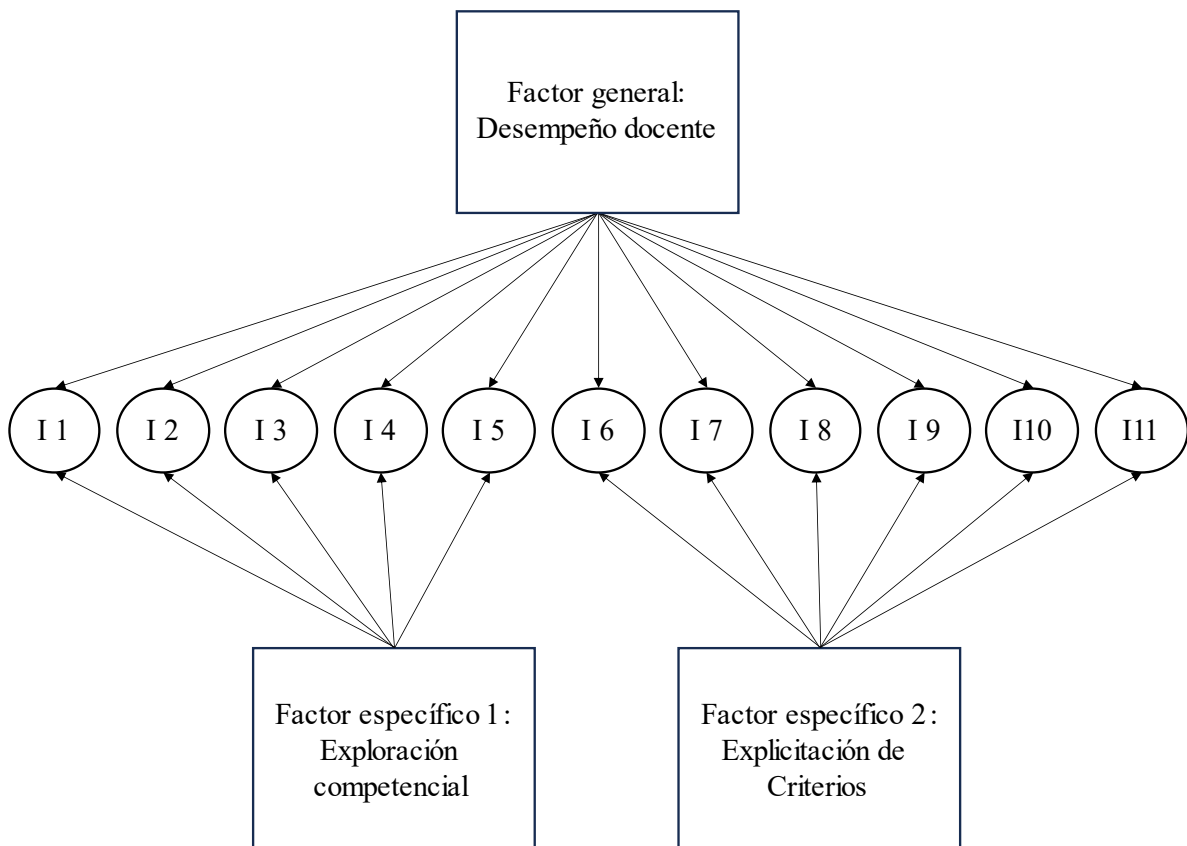 Factor general:
Desempeño docente
I 1
I 2
I 3
I 4
I 5
I 6
I 7
I 8
I 9
I10
I11
Factor específico 1:
Exploración
competencial
Factor específico 2:
Explicitación de
Criterios